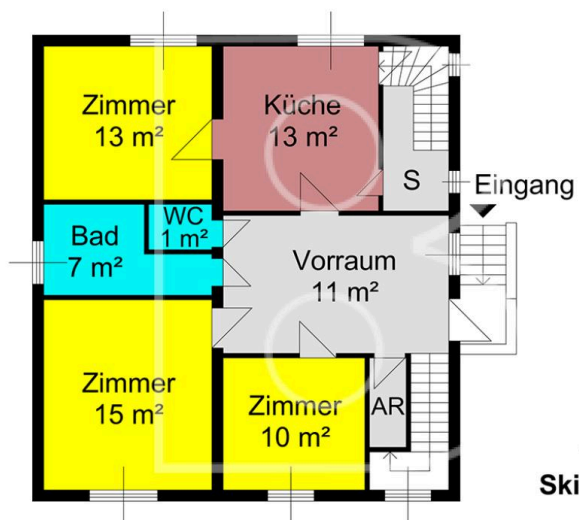 Zimmer
13 m²
Küche
13 m²
S
Eingang
WC
1 m²
Bad
7 m²
Vorraum
11 m²
Zimmer
15 m²
Zimmer
10 m²
AR
Ski